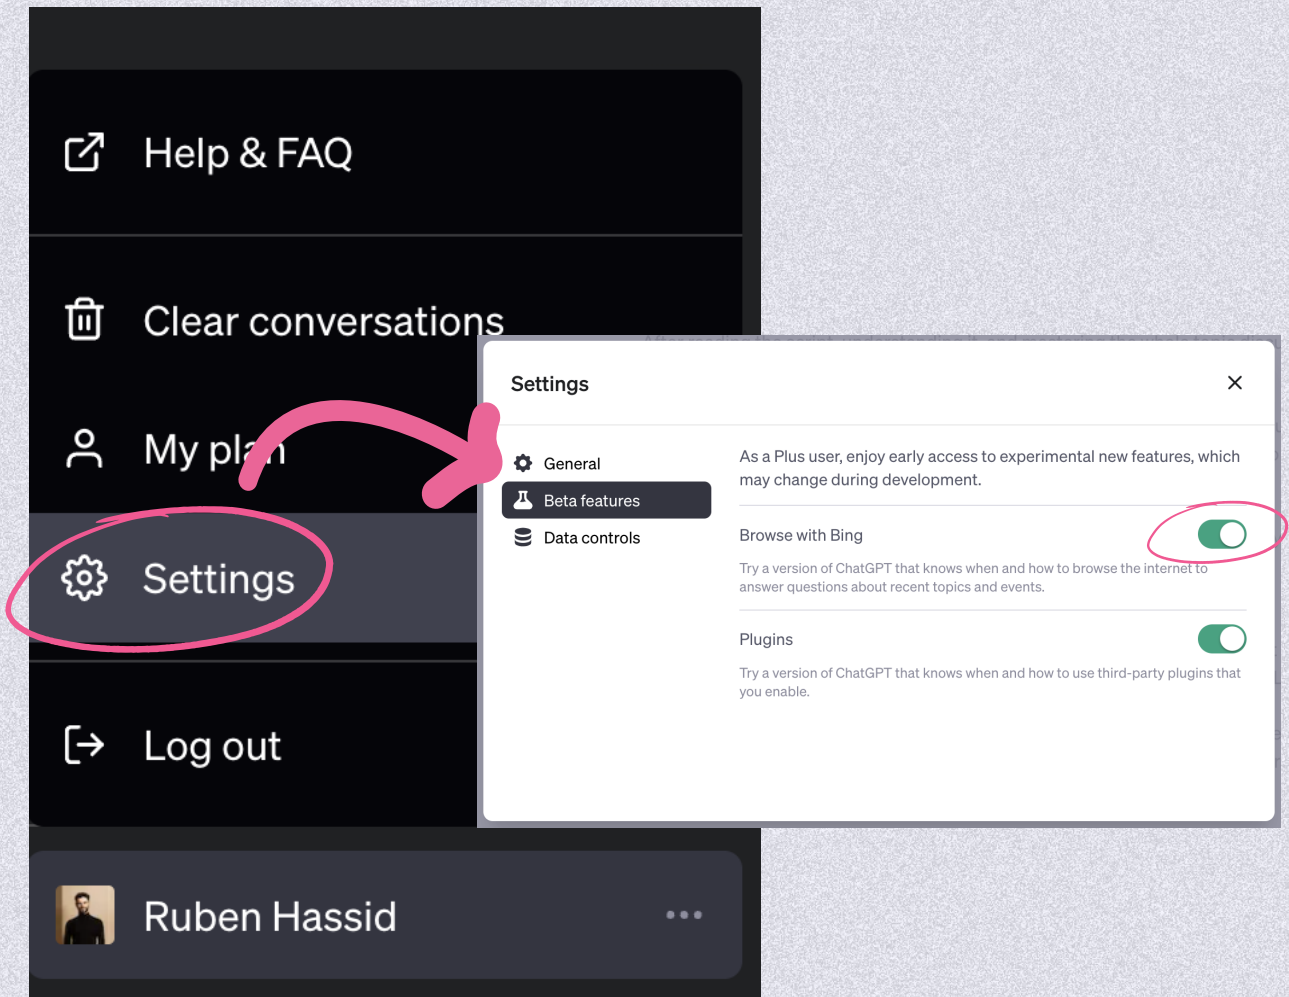 Help & FAQ
Clear conversations
My plan
Settings
Log out
Ruben Hassid
Settings
General
Beta features
Data controls
As a Plus user, enjoy early access to experimental new features, which
may change during development.
Browse with Bing
Try a version of ChatGPT that knows when and how to browse the internet to
answer questions about recent topics and events.
Plugins
Try a version of ChatGPT that knows when and how to use third-party plugins that
you enable.